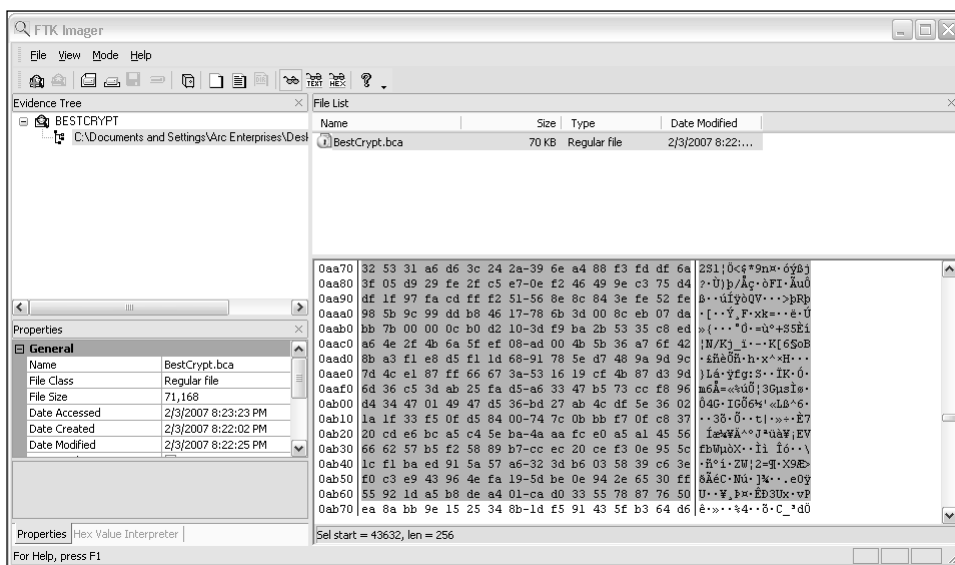 FTK Imager
File View Mode Help
Evidence Tree
BESTCRYPT
C:\Documents and Settings\Arc Enterprises\Desk
File List
Name Size Type Date Modified
BestCrypt.bca 70 KB Regular file 2/3/2007 8:22:...
Properties
General
Name BestCrypt.bca
File Class Regular file
File Size 71,168
Date Accessed 2/3/2007 8:23:23 PM
Date Created 2/3/2007 8:22:02 PM
Date Modified 2/3/2007 8:22:25 PM
Properties Hex Value Interpreter
0aa70 32 53 31 a6 d6 3c 24 2a-39 6e a4 88 f3 fd df 6a
0aa80 3f 05 d9 29 fe 2f c5 e7-0e f2 46 49 9e c3 75 d4
0aa90 df 1f 97 fa cd ff f2 51-56 8e 8c 84 3e fe 52 fe
0aaa0 98 5b 9c 99 dd b8 46 17-78 6b 3d 00 8c eb 07 da
0aab0 bb 7b 00 00 0c b0 d2 10-3d f9 ba 2b 53 35 c8 ed
0aac0 a6 4e 2f 4b 6a 5f ef 08-ad 00 4b 5b 36 a7 6f 42
0aad0 8b a3 f1 e8 d5 f1 1d 68-91 78 5e d7 48 9a 9d 9c
0aae0 7d 4c e1 87 ff 66 67 3a-53 16 19 cf 4b 87 d3 9d
0aaf0 6d 36 c5 3d ab 25 fa d5-a6 33 47 b5 73 cc f8 96
0ab00 d4 34 47 01 49 47 d5 36-bd 27 ab 4c df 5e 36 02
0ab10 1a 1f 33 f5 0f d5 84 00-74 7c 0b bb f7 0f c8 37
0ab20 20 cd e6 bc a5 c4 5e ba-4a aa fc e0 a5 a1 45 56
0ab30 66 62 57 b5 f2 58 89 b7-cc ec 20 ce f3 0e 95 5c
0ab40 1c f1 ba ed 91 5a 57 a6-32 3d b6 03 58 39 c6 3e
0ab50 f0 c3 e9 43 96 4e fa 19-5d be 0e 94 2e 65 30 ff
0ab60 55 92 1d a5 b8 de a4 01-ca d0 33 55 78 87 76 50
0ab70 ea 8a bb 9e 15 25 34 8b-1d f5 91 43 5f b3 64 d6
Sel start = 43632, len = 256
For Help, press F1